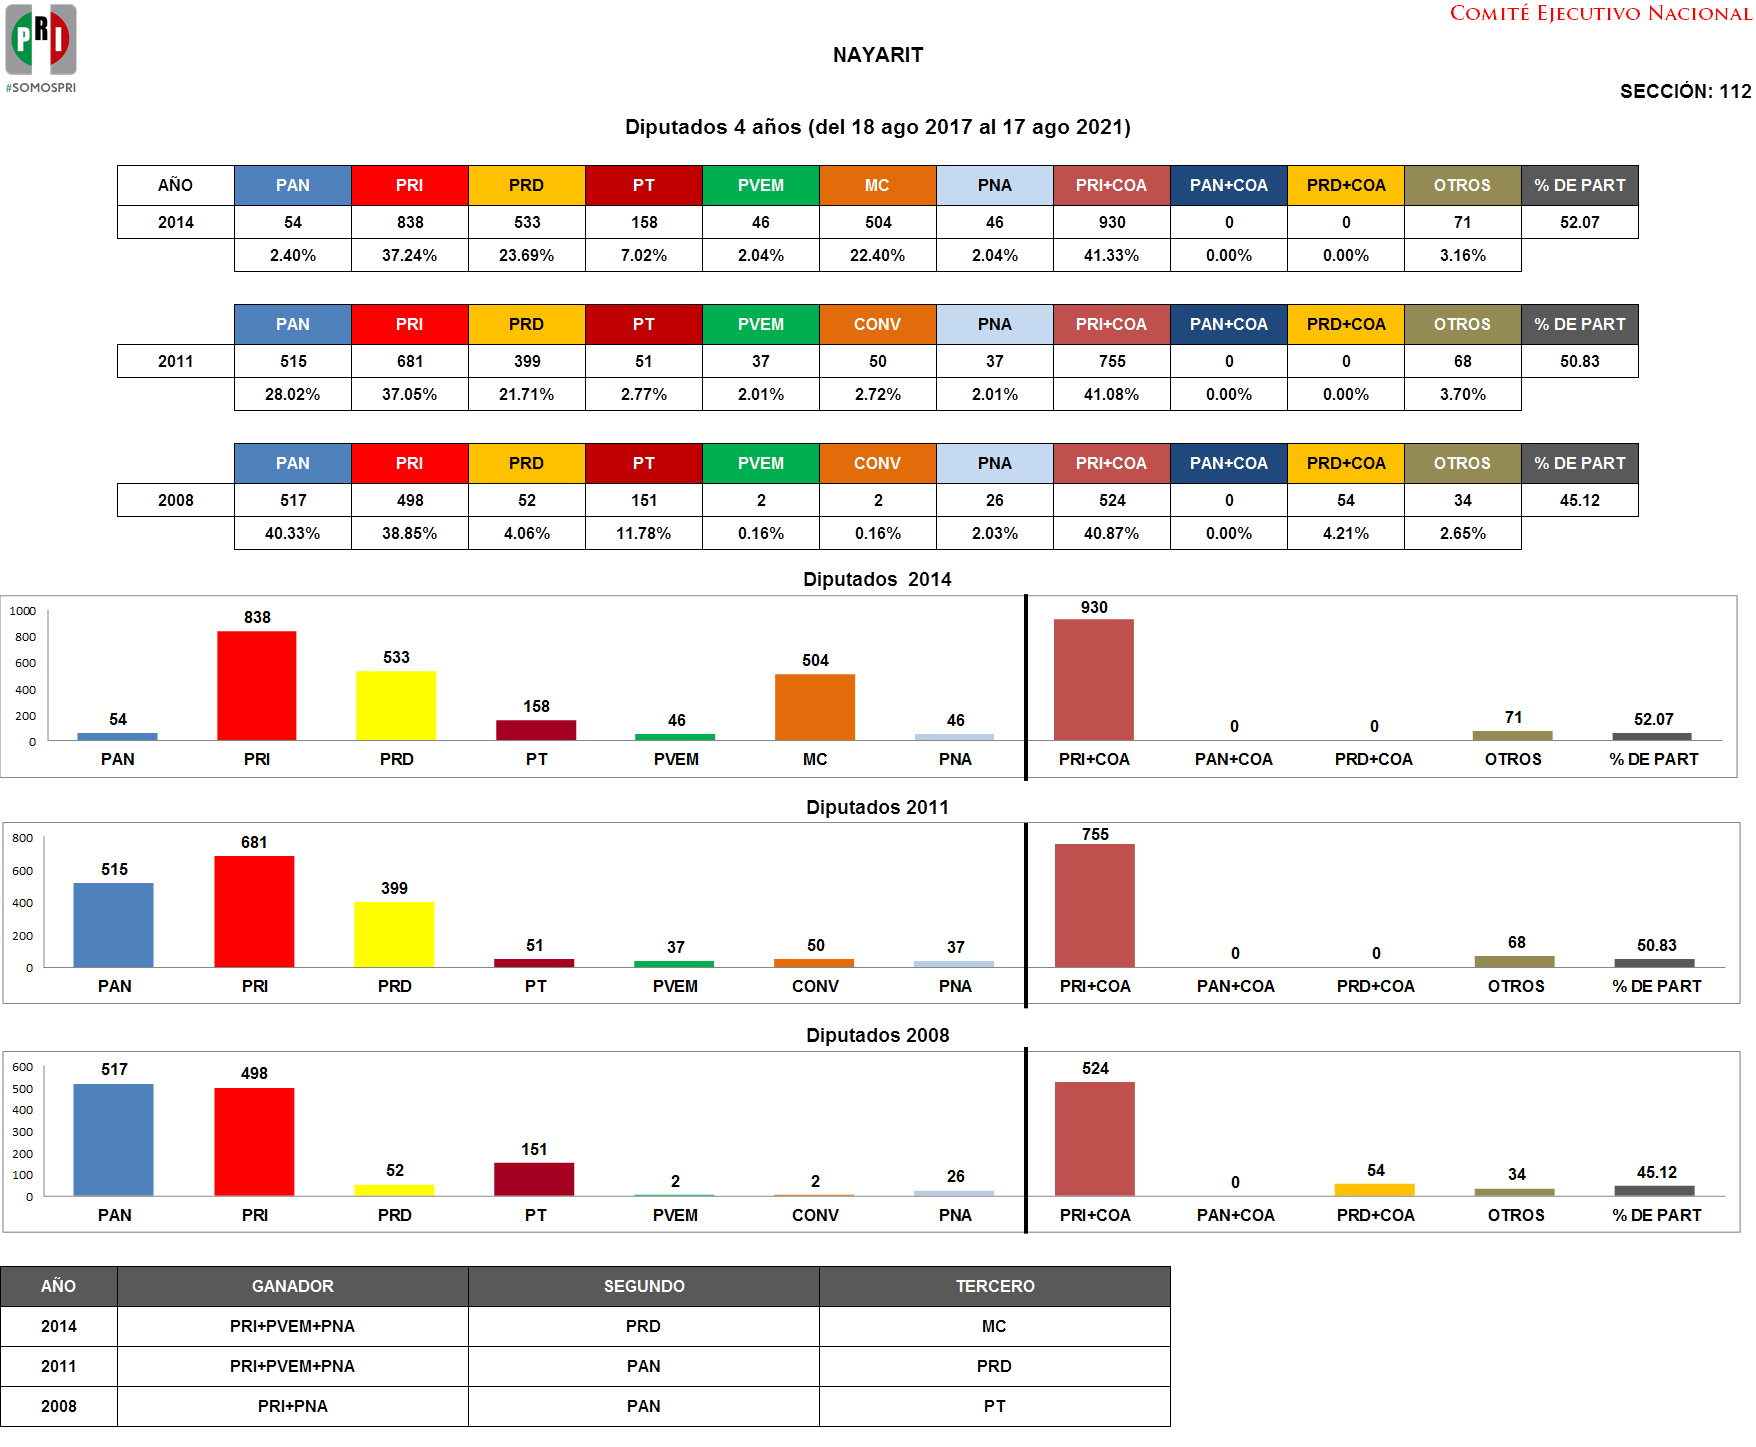 PRI
#SOMOSPRI
COMITÉ EJECUTIVO NACIONAL
NAYARIT
SECCIÓN: 112
Diputados 4 años (del 18 ago 2017 al 17 ago 2021)
AÑO PAN PRI PRD PT PVEM MC PNA PRI+COA PAN+COA PRD+COA OTROS % DE PART
2014 54 838 533 158 46 504 46 930 0 0 71 52.07
2.40% 37.24% 23.69% 7.02% 2.04% 22.40% 2.04% 41.33% 0.00% 0.00% 3.16%
PAN PRI PRD PT PVEM CONV PNA PRI+COA PAN+COA PRD+COA OTROS % DE PART
2011 515 681 399 51 37 50 37 755 0 0 68 50.83
28.02% 37.05% 21.71% 2.77% 2.01% 2.72% 2.01% 41.08% 0.00% 0.00% 3.70%
PAN PRI PRD PT PVEM CONV PNA PRI+COA PAN+COA PRD+COA OTROS % DE PART
2008 517 498 52 151 2 2 26 524 0 54 34 45.12
40.33% 38.85% 4.06% 11.78% 0.16% 0.16% 2.03% 40.87% 0.00% 4.21% 2.65%
Diputados 2014
1000
800
600
400
200
0
54 838 533 158 46 504 46 930 0 0 71 52.07
PAN PRI PRD PT PVEM MC PNA PRI+COA PAN+COA PRD+COA OTROS % DE PART
Diputados 2011
800
600
400
200
0
515 681 399 51 37 50 37 755 0 0 68 50.83
PAN PRI PRD PT PVEM CONV PNA PRI+COA PAN+COA PRD+COA OTROS % DE PART
Diputados 2008
600
500
400
300
200
100
0
517 498 52 151 2 2 26 524 0 54 34 45.12
PAN PRI PRD PT PVEM CONV PNA PRI+COA PAN+COA PRD+COA OTROS % DE PART
AÑO GANADOR SEGUNDO TERCERO
2014 PRI+PVEM+PNA PRD MC
2011 PRI+PVEM+PNA PAN PRD
2008 PRI+PNA PAN PT